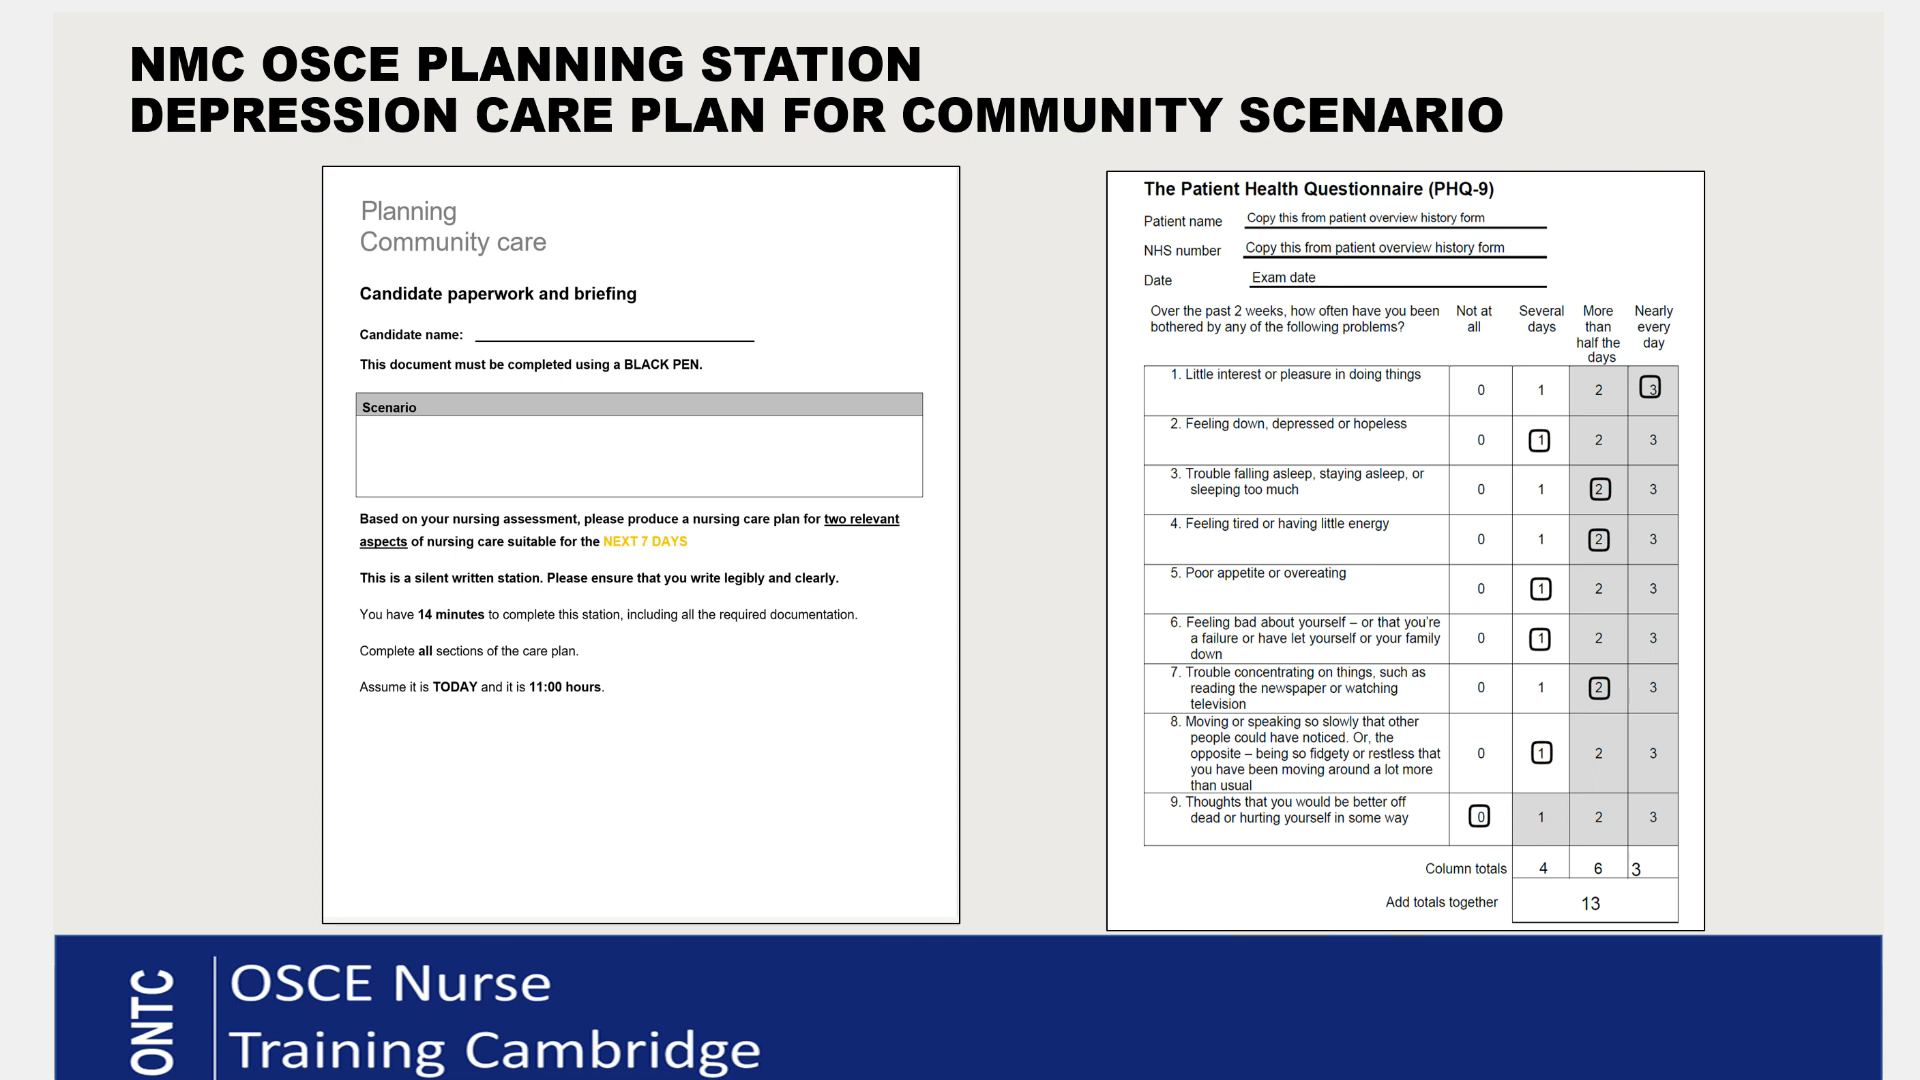 NMC OSCE PLANNING STATION
DEPRESSION CARE PLAN FOR COMMUNITY SCENARIO
Planning
Community care
Candidate paperwork and briefing
Candidate name:
This document must be completed using a BLACK PEN.
Scenario
Based on your nursing assessment, please produce a nursing care plan for two relevant
aspects of nursing care suitable for the NEXT 7 DAYS
This is a silent written station. Please ensure that you write legibly and clearly.
You have 14 minutes to complete this station, including all the required documentation.
Complete all sections of the care plan.
Assume it is TODAY and it is 11:00 hours.
The Patient Health Questionnaire (PHQ-9)
Patient name Copy this from patient overview history form
NHS number Copy this from patient overview history form
Date Exam date
Over the past 2 weeks, how often have you been
bothered by any of the following problems?
Not at
all
Several
days
More
than
half the
days
Nearly
every
day
1. Little interest or pleasure in doing things
0 1 2 3
2. Feeling down, depressed or hopeless
0 1 2 3
3. Trouble falling asleep, staying asleep, or
sleeping too much
0 1 2 3
4. Feeling tired or having little energy
0 1 2 3
5. Poor appetite or overeating
0 1 2 3
6. Feeling bad about yourself – or that you're
a failure or have let yourself or your family
down
0 1 2 3
7. Trouble concentrating on things, such as
reading the newspaper or watching
television
0 1 2 3
8. Moving or speaking so slowly that other
people could have noticed. Or, the
opposite – being so fidgety or restless that
you have been moving around a lot more
than usual
0 1 2 3
9. Thoughts that you would be better off
dead or hurting yourself in some way
0 1 2 3
Column totals 4 6 3
Add totals together 13
ONTC
OSCE Nurse
Training Cambridge